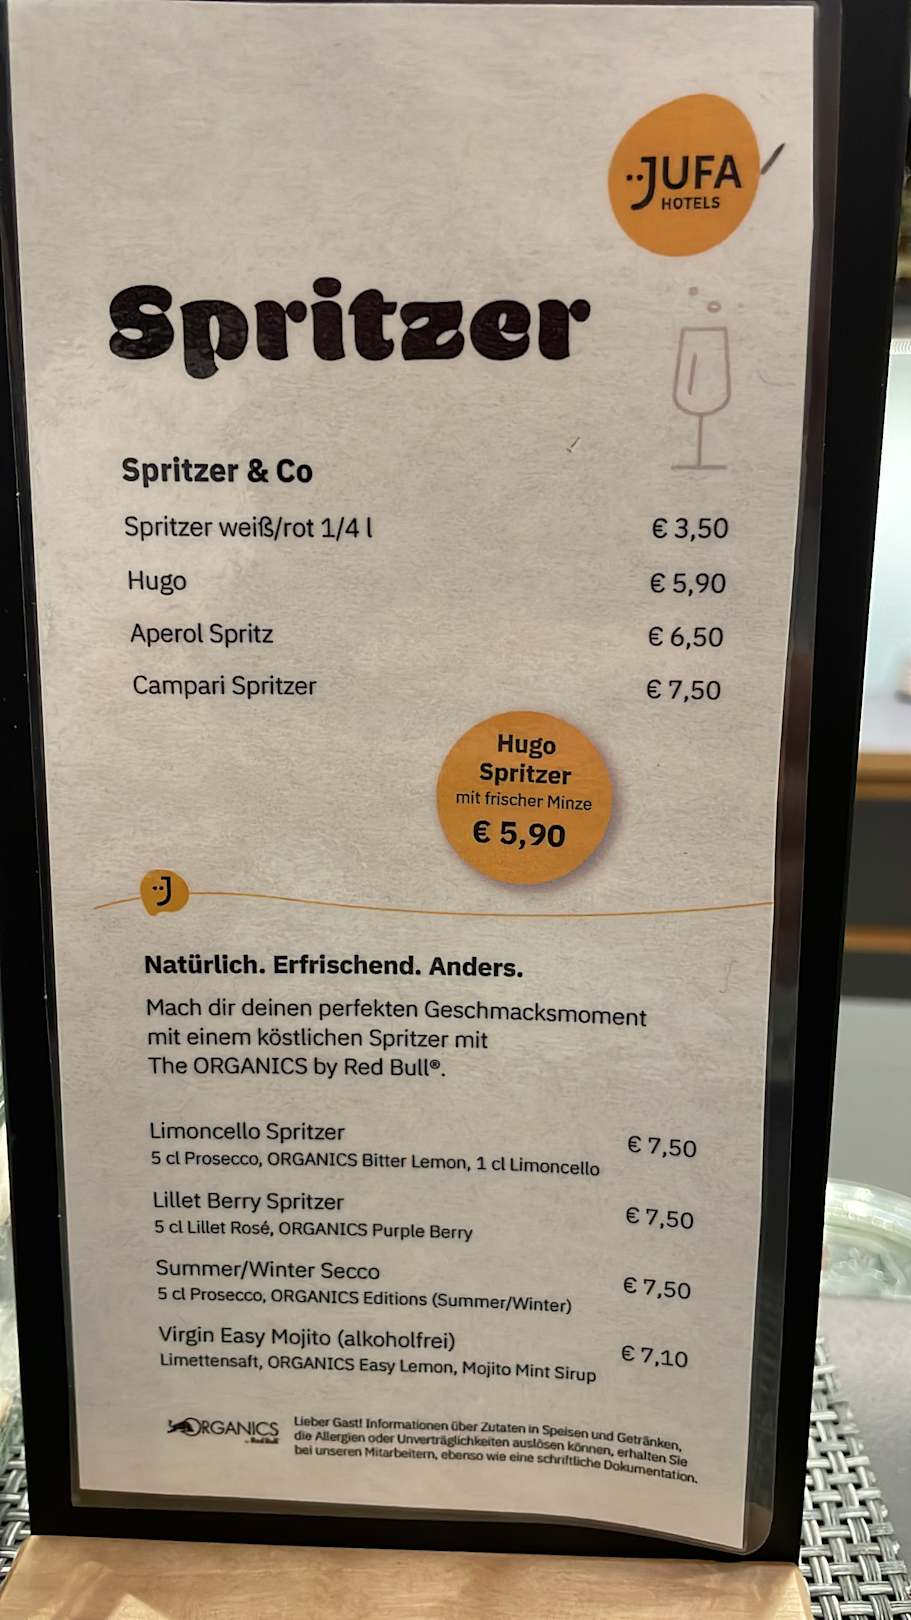 JUFA
HOTELS
Spritzer
Spritzer & Co
Spritzer weiß/rot 1/4 l € 3,50
Hugo € 5,90
Aperol Spritz € 6,50
Campari Spritzer € 7,50
Hugo
Spritzer
mit frischer Minze
€ 5,90
J
Natürlich. Erfrischend. Anders.
Mach dir deinen perfekten Geschmacksmoment
mit einem köstlichen Spritzer mit
The ORGANICS by Red Bull®.
Limoncello Spritzer € 7,50
5 cl Prosecco, ORGANICS Bitter Lemon, 1 cl Limoncello
Lillet Berry Spritzer € 7,50
5 cl Lillet Rosé, ORGANICS Purple Berry
Summer/Winter Secco € 7,50
5 cl Prosecco, ORGANICS Editions (Summer/Winter)
Virgin Easy Mojito (alkoholfrei) € 7,10
Limettensaft, ORGANICS Easy Lemon, Mojito Mint Sirup
ORGANICS
by Red Bull
Lieber Gast! Informationen über Zutaten in Speisen und Getränken,
die Allergien oder Unverträglichkeiten auslösen können, erhalten Sie
bei unseren Mitarbeitern, ebenso wie eine schriftliche Dokumentation.